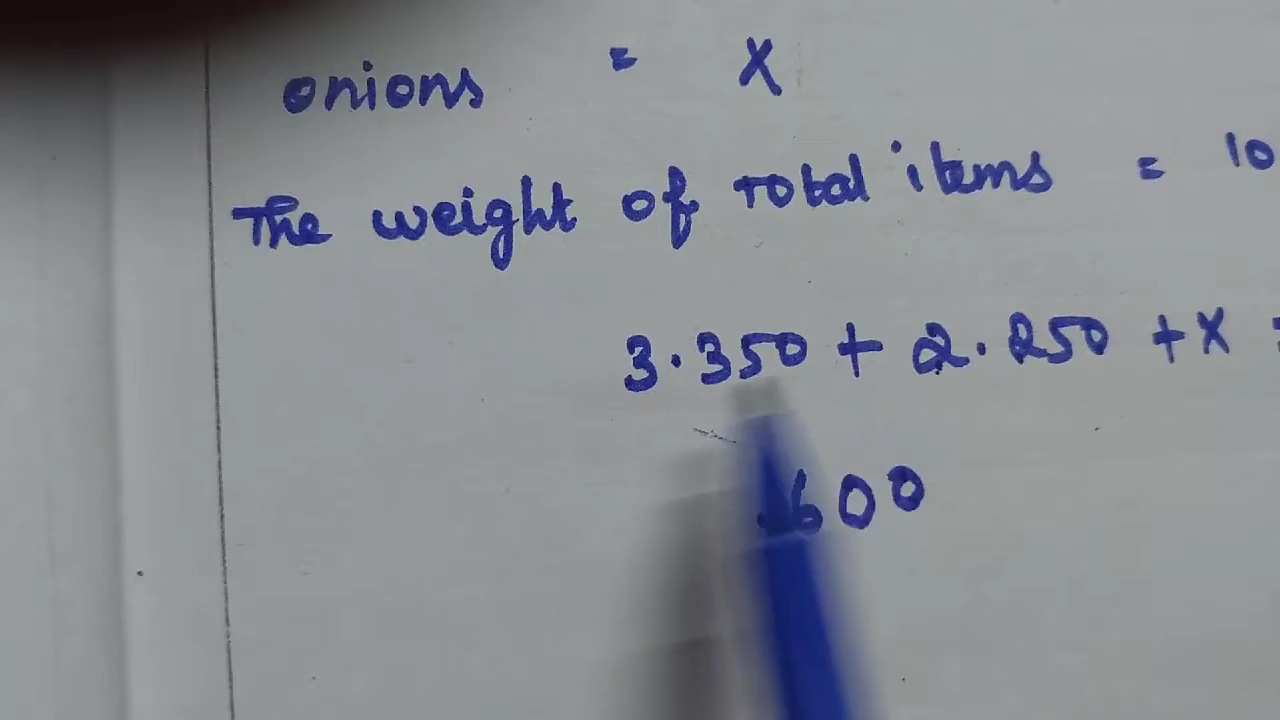 onions = X
The weight of Total items = 10
3.350 + 2.250 + X
.600